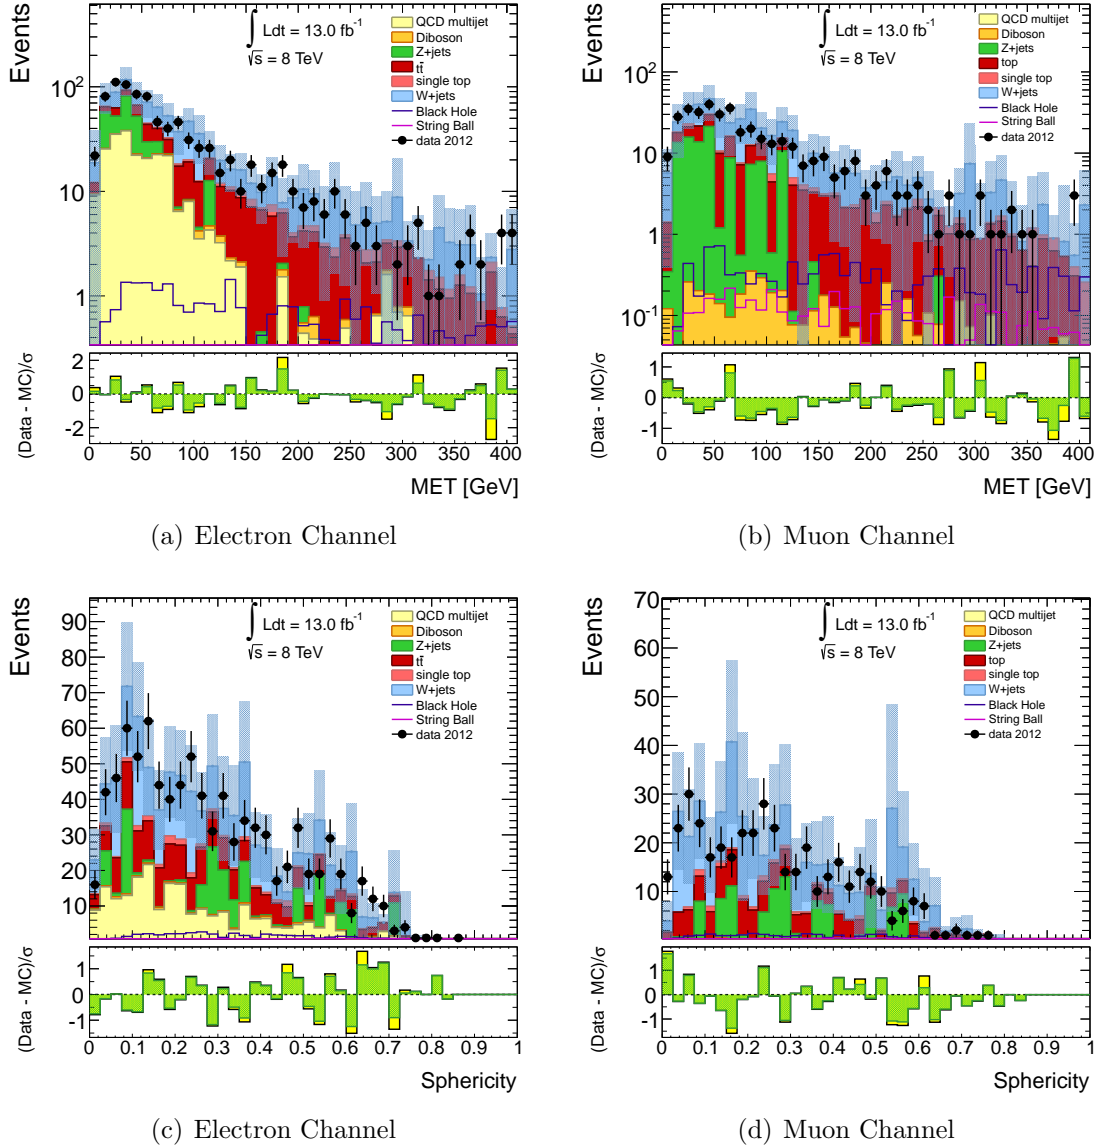 Events
∫ Ldt = 13.0 fb⁻¹
√s = 8 TeV
QCD multijet
Diboson
Z+jets
tt̄
single top
W+jets
Black Hole
String Ball
data 2012
10²
10
1
(Data - MC)/σ
2
0
-2
0 50 100 150 200 250 300 350 400
MET [GeV]
(a) Electron Channel
Events
∫ Ldt = 13.0 fb⁻¹
√s = 8 TeV
QCD multijet
Diboson
Z+jets
top
single top
W+jets
Black Hole
String Ball
data 2012
10²
10
1
10⁻¹
(Data - MC)/σ
1
0
-1
0 50 100 150 200 250 300 350 400
MET [GeV]
(b) Muon Channel
Events
∫ Ldt = 13.0 fb⁻¹
√s = 8 TeV
QCD multijet
Diboson
Z+jets
tt̄
single top
W+jets
Black Hole
String Ball
data 2012
90
80
70
60
50
40
30
20
10
(Data - MC)/σ
1
0
-1
0 0.1 0.2 0.3 0.4 0.5 0.6 0.7 0.8 0.9 1
Sphericity
(c) Electron Channel
Events
∫ Ldt = 13.0 fb⁻¹
√s = 8 TeV
QCD multijet
Diboson
Z+jets
top
single top
W+jets
Black Hole
String Ball
data 2012
70
60
50
40
30
20
10
(Data - MC)/σ
1
0
-1
0 0.1 0.2 0.3 0.4 0.5 0.6 0.7 0.8 0.9 1
Sphericity
(d) Muon Channel